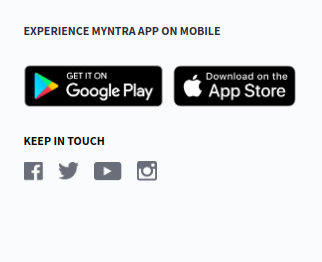 EXPERIENCE MYNTRA APP ON MOBILE
GET IT ON
Google Play
Download on the
App Store
KEEP IN TOUCH